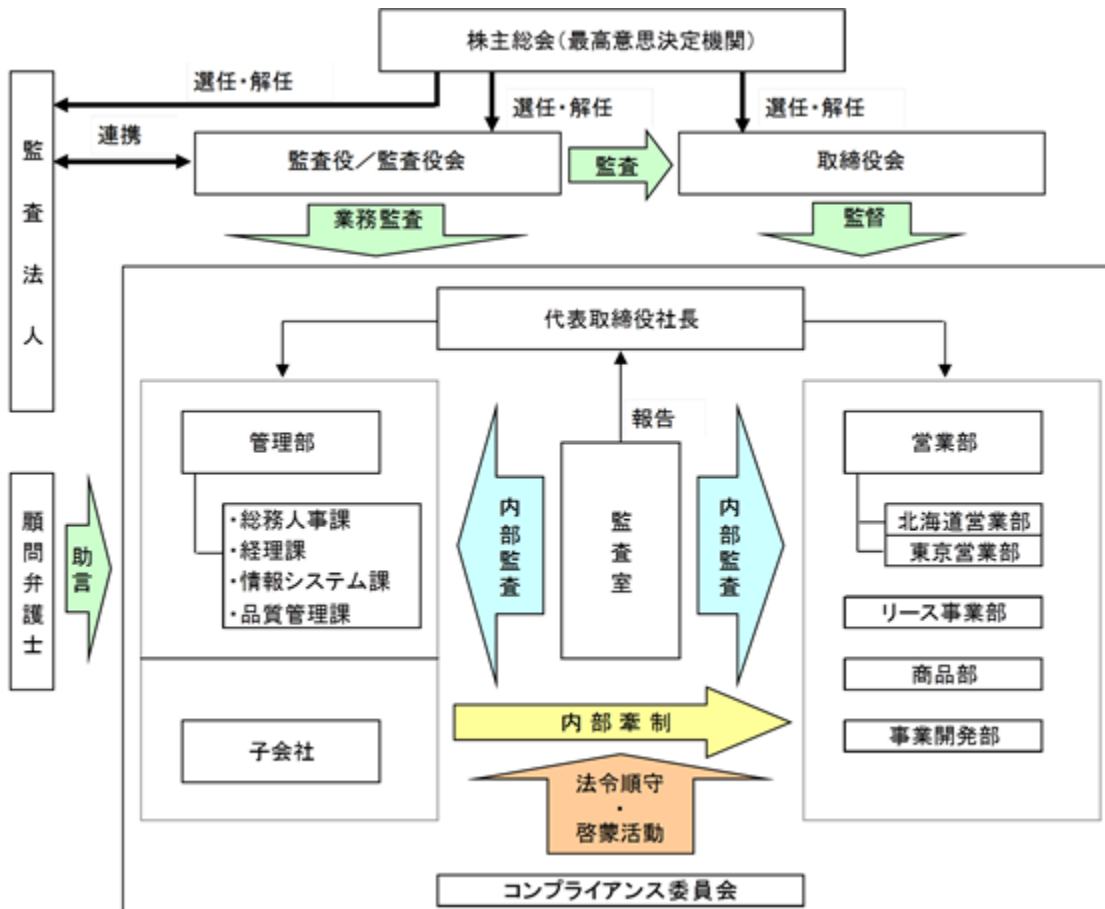 株主総会（最高意思決定機関）
選任・解任
選任・解任
選任・解任
連携
監査法人
監査役／監査役会
監査
取締役会
業務監査
監督
代表取締役社長
報告
管理部
・総務人事課
・経理課
・情報システム課
・品質管理課
子会社
顧問弁護士
助言
内部監査
監査室
内部監査
営業部
北海道営業部
東京営業部
リース事業部
商品部
事業開発部
内部牽制
法令順守
・
啓蒙活動
コンプライアンス委員会